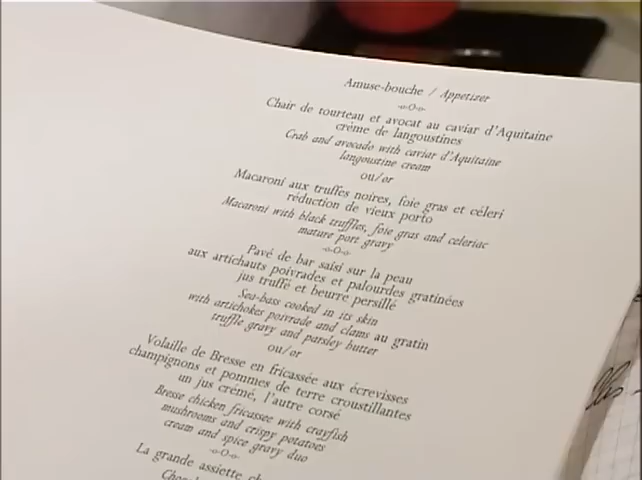 Amuse-bouche / Appetizer
-o-O-o-
Chair de tourteau et avocat au caviar d'Aquitaine
crème de langoustines
Crab and avocado with caviar d'Aquitaine
langoustine cream
ou/or
Macaroni aux truffes noires, foie gras et céleri
réduction de vieux porto
Macaroni with black truffles, foie gras and celeriac
mature port gravy
-o-O-o-
Pavé de bar saisi sur la peau
aux artichauts poivrades et palourdes gratinées
jus truffé et beurre persillé
Sea-bass cooked in its skin
with artichokes poivrade and clams au gratin
truffle gravy and parsley butter
ou/or
Volaille de Bresse en fricassée aux écrevisses
champignons et pommes de terre croustillantes
un jus crémé, l'autre corsé
Bresse chicken fricassee with crayfish
mushrooms and crispy potatoes
cream and spice gravy duo
-o-O-o-
La grande assiette